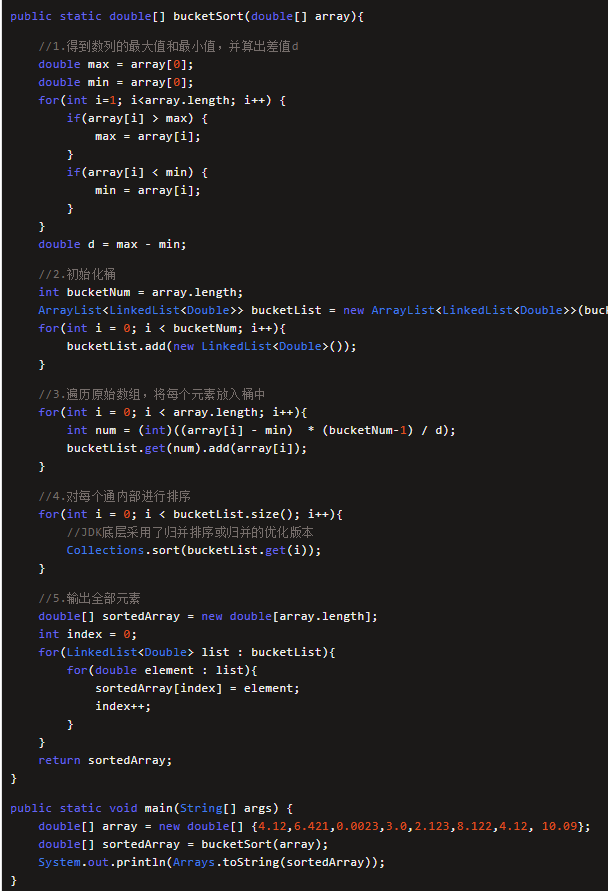 public static double[] bucketSort(double[] array){
//1.得到数列的最大值和最小值，并算出差值d
double max = array[0];
double min = array[0];
for(int i=1; i<array.length; i++) {
if(array[i] > max) {
max = array[i];
}
if(array[i] < min) {
min = array[i];
}
}
double d = max - min;
//2.初始化桶
int bucketNum = array.length;
ArrayList<LinkedList<Double>> bucketList = new ArrayList<LinkedList<Double>>(buck
for(int i = 0; i < bucketNum; i++){
bucketList.add(new LinkedList<Double>());
}
//3.遍历原始数组，将每个元素放入桶中
for(int i = 0; i < array.length; i++){
int num = (int)((array[i] - min)  * (bucketNum-1) / d);
bucketList.get(num).add(array[i]);
}
//4.对每个通内部进行排序
for(int i = 0; i < bucketList.size(); i++){
//JDK底层采用了归并排序或归并的优化版本
Collections.sort(bucketList.get(i));
}
//5.输出全部元素
double[] sortedArray = new double[array.length];
int index = 0;
for(LinkedList<Double> list : bucketList){
for(double element : list){
sortedArray[index] = element;
index++;
}
}
return sortedArray;
}
public static void main(String[] args) {
double[] array = new double[] {4.12,6.421,0.0023,3.0,2.123,8.122,4.12, 10.09};
double[] sortedArray = bucketSort(array);
System.out.println(Arrays.toString(sortedArray));
}